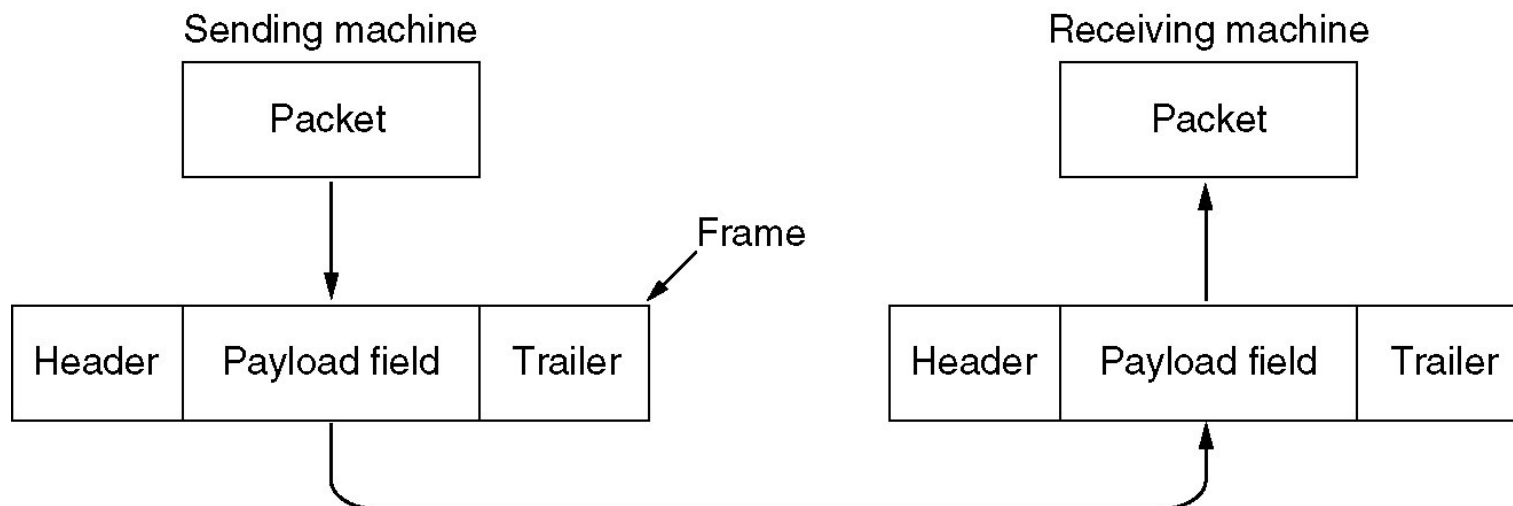 Sending machine
Receiving machine
Packet
Packet
Frame
Header Payload field Trailer
Header Payload field Trailer